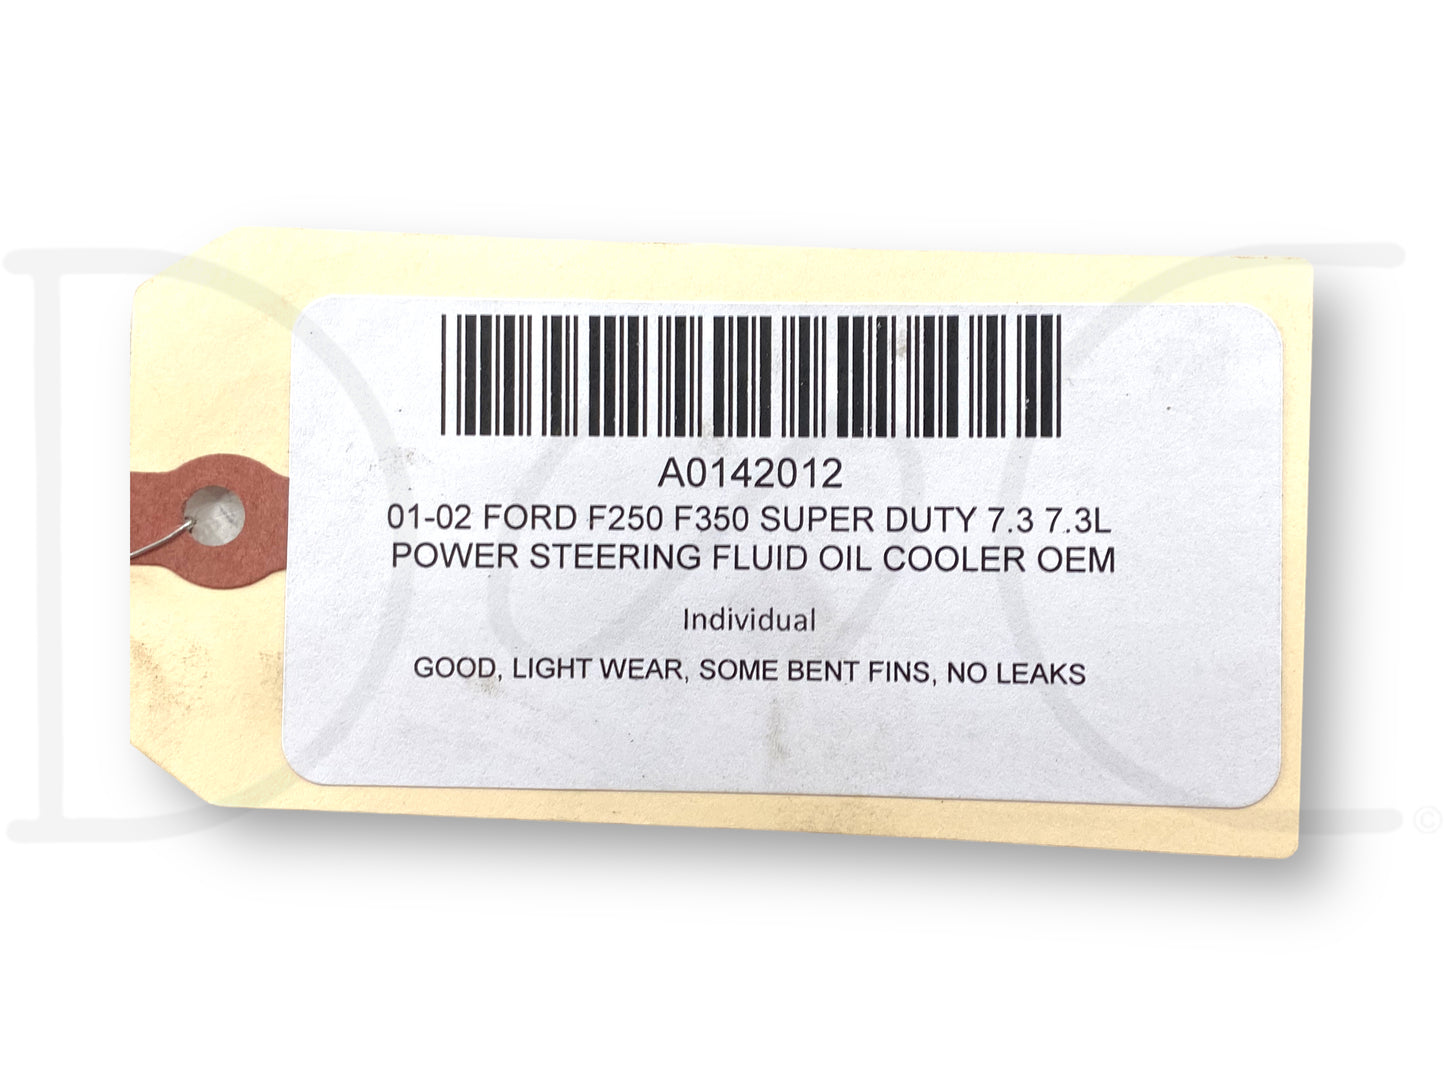 A0142012
01-02 FORD F250 F350 SUPER DUTY 7.3 7.3L
POWER STEERING FLUID OIL COOLER OEM
Individual
GOOD, LIGHT WEAR, SOME BENT FINS, NO LEAKS
©